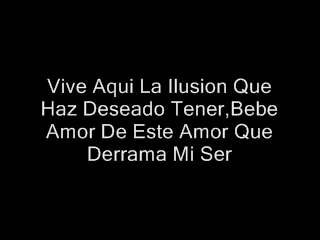 Vive Aqui La Ilusion Que
Haz Deseado Tener,Bebe
Amor De Este Amor Que
Derrama Mi Ser